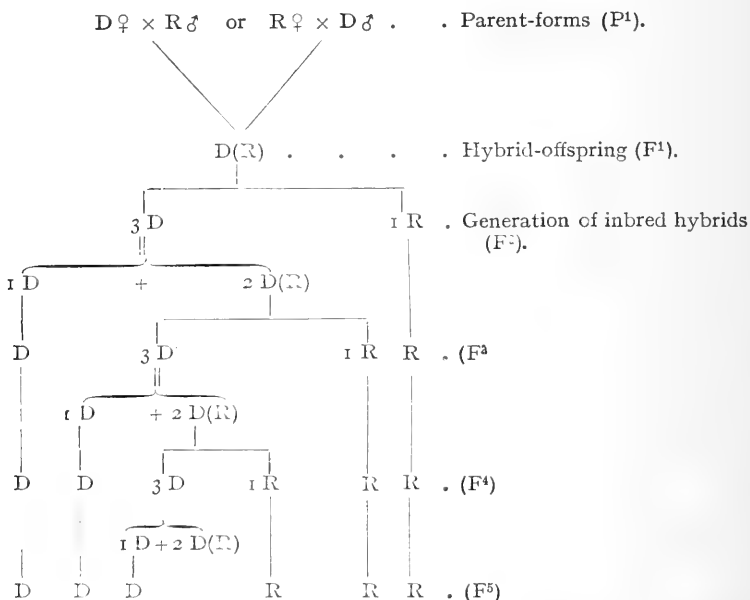 D♀ × R♂ or R♀ × D♂ . . Parent-forms (P¹).
D(R) . . . . Hybrid-offspring (F¹).
3 D 1 R . Generation of inbred hybrids
(F²).
1 D + 2 D(R)
D 3 D 1 R R . (F³
1 D + 2 D(R)
D D 3 D 1 R R R . (F⁴)
1 D + 2 D(R)
D D D R R R . (F⁵)